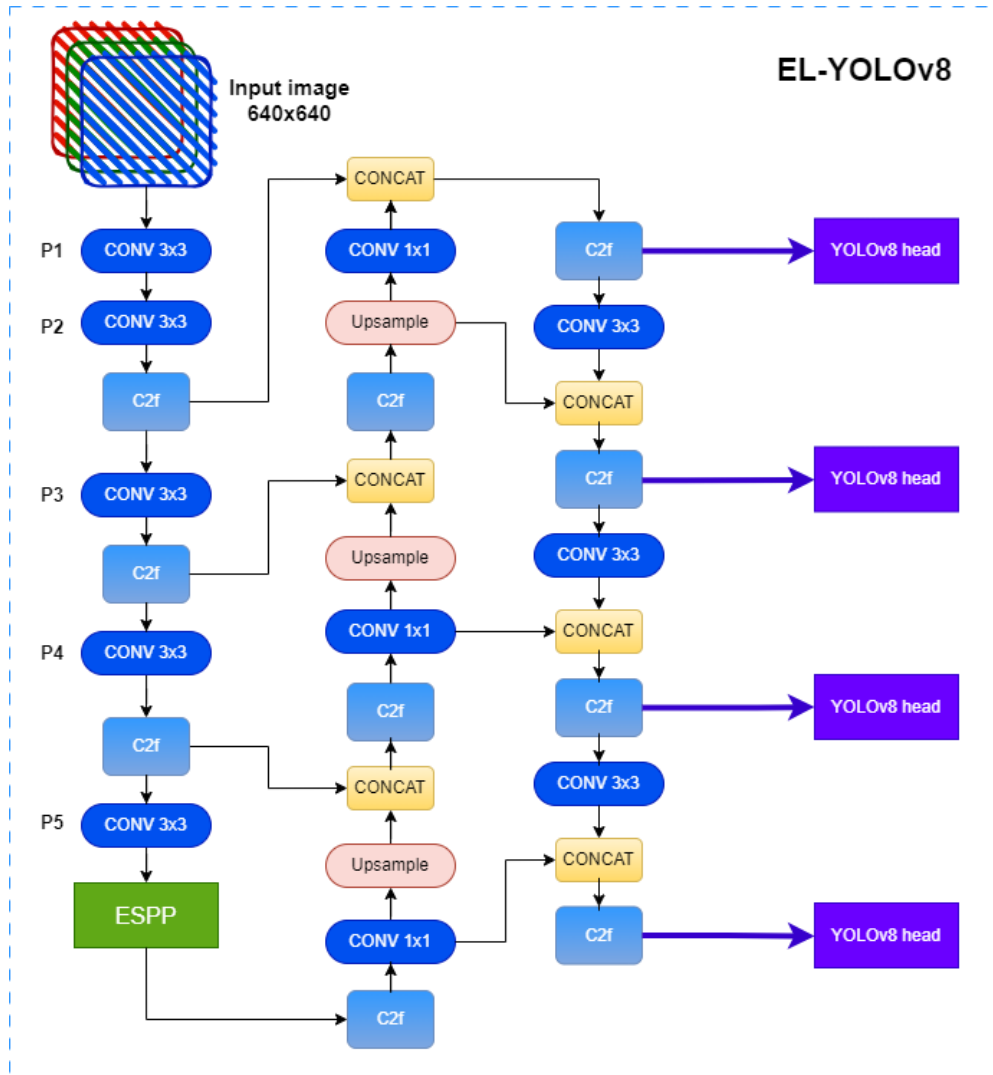 EL-YOLOv8
Input image
640x640
P1
CONV 3x3
P2
CONV 3x3
C2f
P3
CONV 3x3
C2f
P4
CONV 3x3
C2f
P5
CONV 3x3
ESPP
CONCAT
CONV 1x1
Upsample
C2f
CONCAT
Upsample
CONV 1x1
C2f
CONCAT
Upsample
CONV 1x1
C2f
C2f
CONV 3x3
CONCAT
C2f
CONV 3x3
CONCAT
C2f
CONV 3x3
CONCAT
C2f
YOLOv8 head
YOLOv8 head
YOLOv8 head
YOLOv8 head